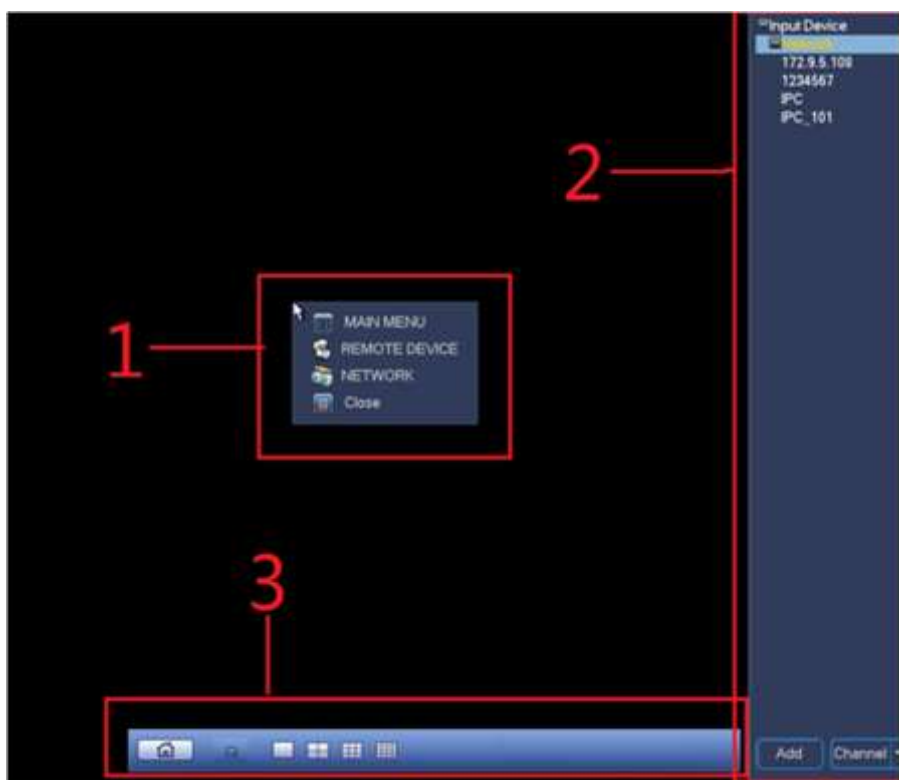 Input Device
172.9.5.108
1234567
IPC
IPC_101
2
1
MAIN MENU
REMOTE DEVICE
NETWORK
Close
3
Add
Channel